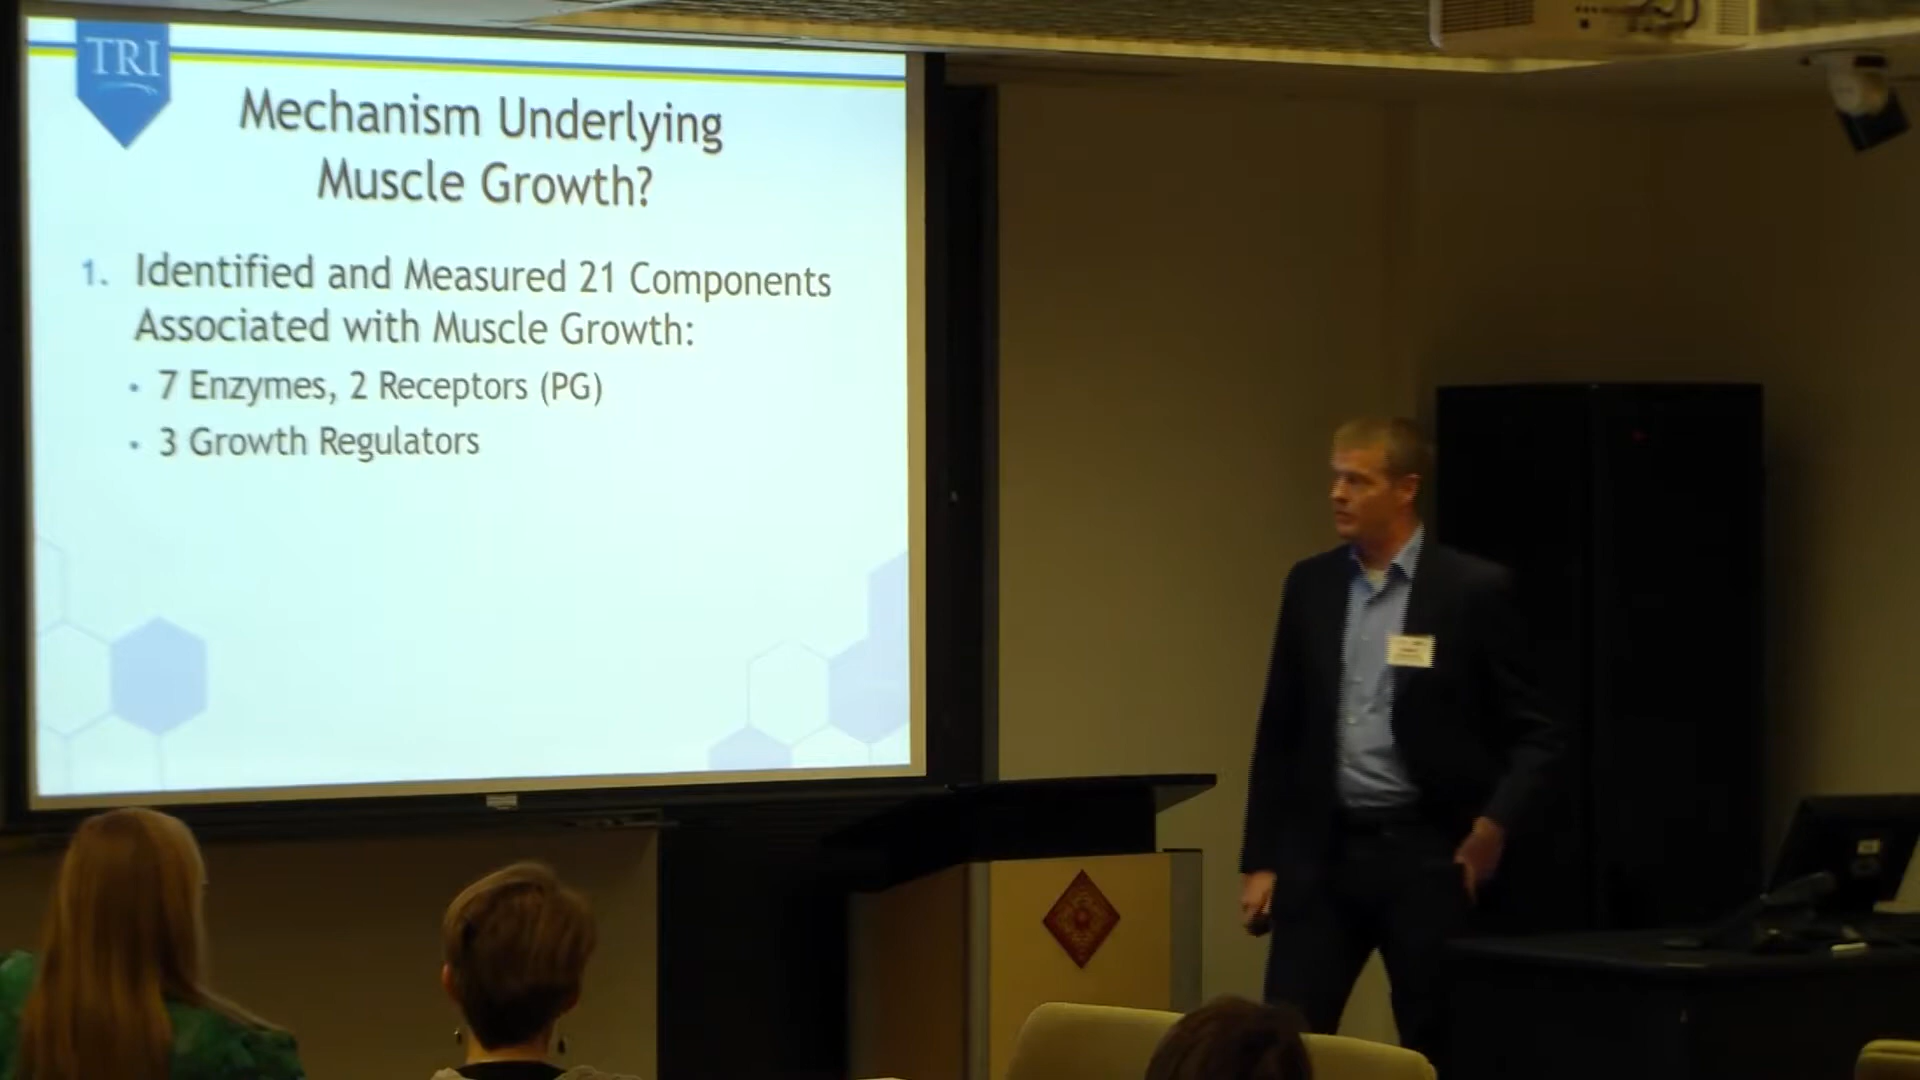 TRI
Mechanism Underlying
Muscle Growth?
1. Identified and Measured 21 Components
Associated with Muscle Growth:
• 7 Enzymes, 2 Receptors (PG)
• 3 Growth Regulators